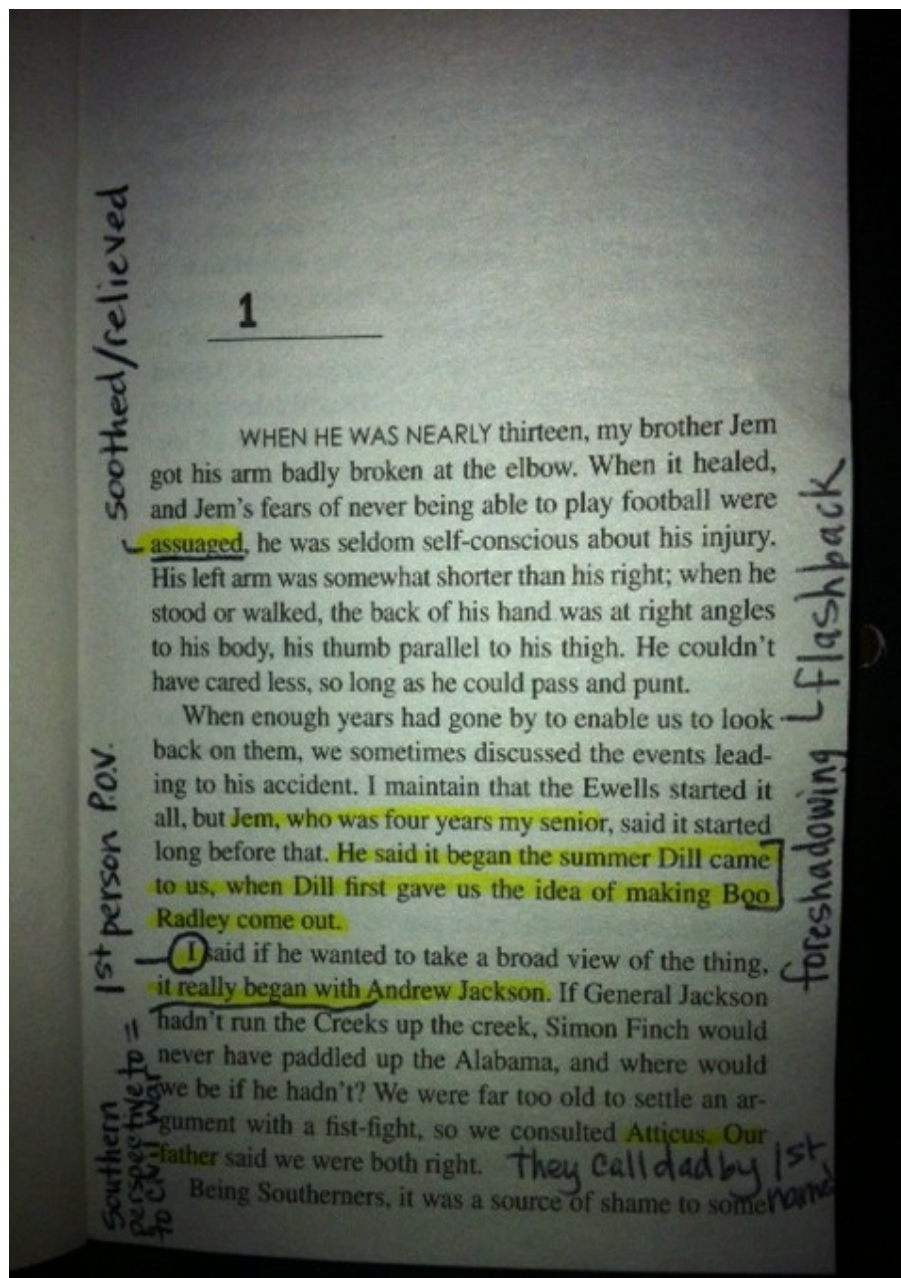 1
WHEN HE WAS NEARLY thirteen, my brother Jem
got his arm badly broken at the elbow. When it healed,
and Jem's fears of never being able to play football were
assuaged, he was seldom self-conscious about his injury.
His left arm was somewhat shorter than his right; when he
stood or walked, the back of his hand was at right angles
to his body, his thumb parallel to his thigh. He couldn't
have cared less, so long as he could pass and punt.
When enough years had gone by to enable us to look
back on them, we sometimes discussed the events lead-
ing to his accident. I maintain that the Ewells started it
all, but Jem, who was four years my senior, said it started
long before that. He said it began the summer Dill came
to us, when Dill first gave us the idea of making Boo
Radley come out.
I said if he wanted to take a broad view of the thing,
it really began with Andrew Jackson. If General Jackson
hadn't run the Creeks up the creek, Simon Finch would
never have paddled up the Alabama, and where would
we be if he hadn't? We were far too old to settle an ar-
gument with a fist-fight, so we consulted Atticus. Our
father said we were both right.
Being Southerners, it was a source of shame to some
soothed/relieved
1st person P.O.V.
Southern
perspective to =
to Civil War
flashback
foreshadowing
They call dad by 1st
name